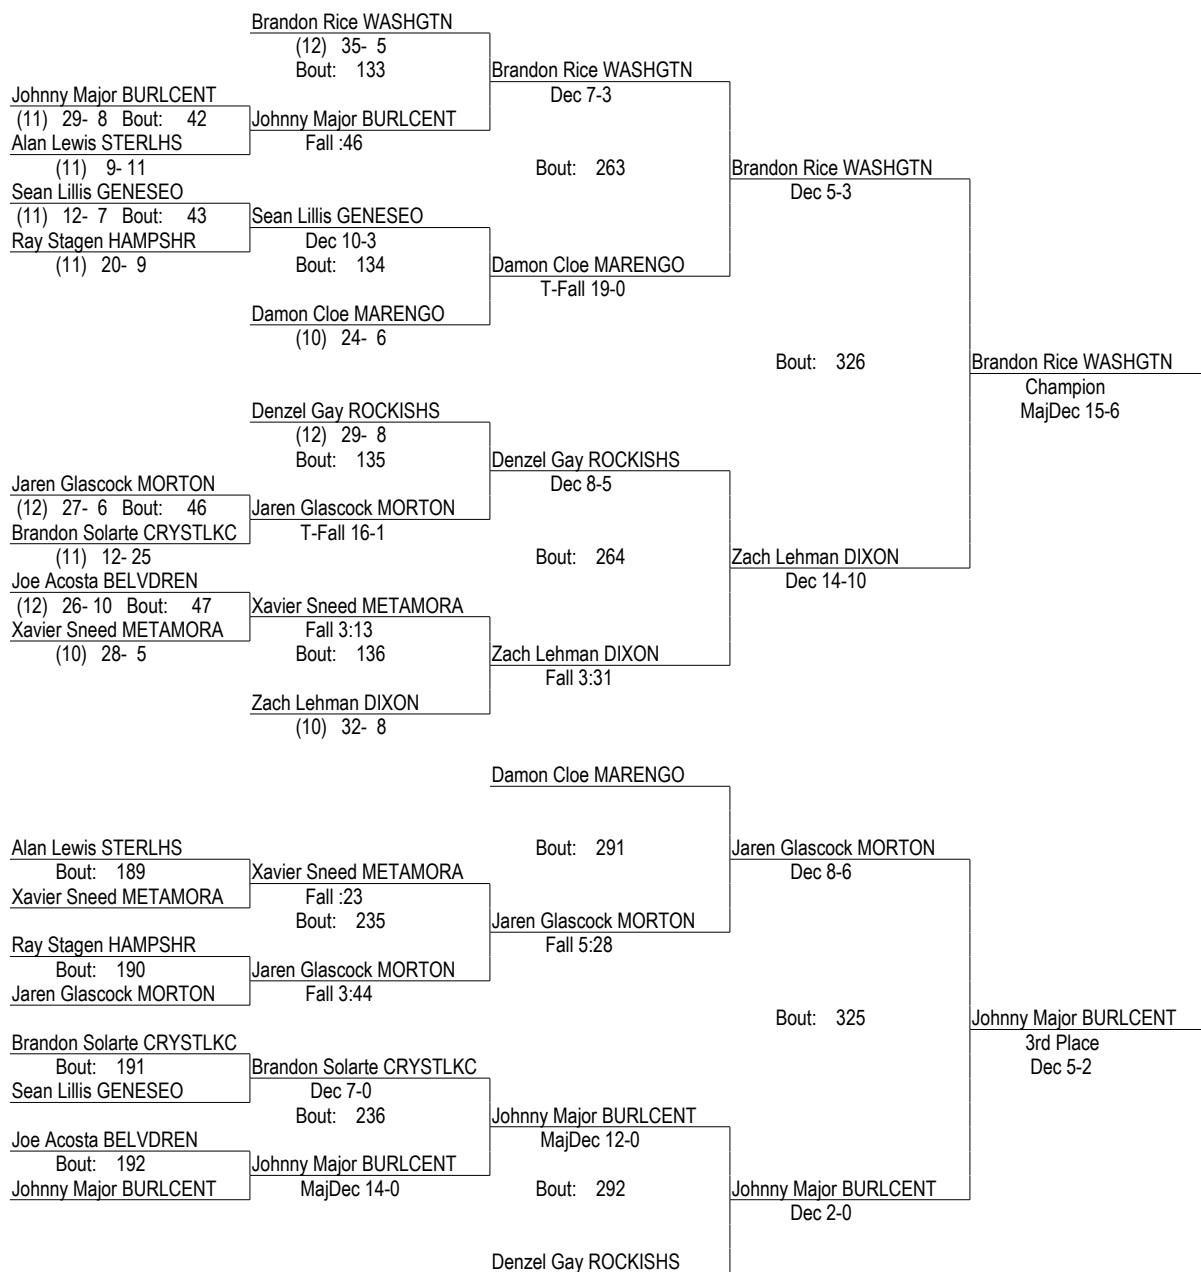 Brandon Rice WASHGTN
(12) 35- 5
Bout: 133
Brandon Rice WASHGTN
Dec 7-3
Johnny Major BURLCENT
(11) 29- 8 Bout: 42
Johnny Major BURLCENT
Fall :46
Alan Lewis STERLHS
(11) 9- 11
Bout: 263
Brandon Rice WASHGTN
Dec 5-3
Sean Lillis GENESEO
(11) 12- 7 Bout: 43
Sean Lillis GENESEO
Dec 10-3
Ray Stagen HAMPSHR
(11) 20- 9
Bout: 134
Damon Cloe MARENGO
T-Fall 19-0
Damon Cloe MARENGO
(10) 24- 6
Bout: 326
Brandon Rice WASHGTN
Champion
MajDec 15-6
Denzel Gay ROCKISHS
(12) 29- 8
Bout: 135
Denzel Gay ROCKISHS
Dec 8-5
Jaren Glascock MORTON
(12) 27- 6 Bout: 46
Jaren Glascock MORTON
T-Fall 16-1
Brandon Solarte CRYSTLKC
(11) 12- 25
Bout: 264
Zach Lehman DIXON
Dec 14-10
Joe Acosta BELVDREN
(12) 26- 10 Bout: 47
Xavier Sneed METAMORA
Fall 3:13
Xavier Sneed METAMORA
(10) 28- 5
Bout: 136
Zach Lehman DIXON
Fall 3:31
Zach Lehman DIXON
(10) 32- 8
Damon Cloe MARENGO
Alan Lewis STERLHS
Bout: 189
Xavier Sneed METAMORA
Bout: 291
Jaren Glascock MORTON
Dec 8-6
Xavier Sneed METAMORA
Fall :23
Bout: 235
Jaren Glascock MORTON
Fall 5:28
Ray Stagen HAMPSHR
Bout: 190
Jaren Glascock MORTON
Jaren Glascock MORTON
Fall 3:44
Bout: 325
Johnny Major BURLCENT
3rd Place
Dec 5-2
Brandon Solarte CRYSTLKC
Bout: 191
Sean Lillis GENESEO
Brandon Solarte CRYSTLKC
Dec 7-0
Bout: 236
Johnny Major BURLCENT
MajDec 12-0
Joe Acosta BELVDREN
Bout: 192
Johnny Major BURLCENT
Johnny Major BURLCENT
MajDec 14-0
Bout: 292
Johnny Major BURLCENT
Dec 2-0
Denzel Gay ROCKISHS